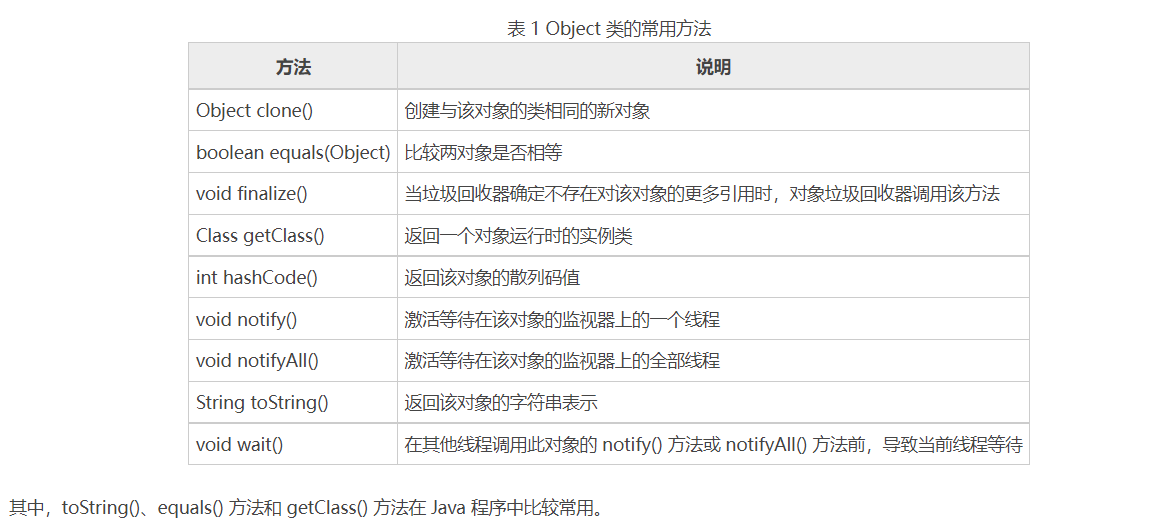 表 1 Object 类的常用方法
方法 说明
Object clone() 创建与该对象的类相同的新对象
boolean equals(Object) 比较两对象是否相等
void finalize() 当垃圾回收器确定不存在对该对象的更多引用时，对象垃圾回收器调用该方法
Class getClass() 返回一个对象运行时的实例类
int hashCode() 返回该对象的散列码值
void notify() 激活等待在该对象的监视器上的一个线程
void notifyAll() 激活等待在该对象的监视器上的全部线程
String toString() 返回该对象的字符串表示
void wait() 在其他线程调用此对象的 notify() 方法或 notifyAll() 方法前，导致当前线程等待
其中，toString()、equals() 方法和 getClass() 方法在 Java 程序中比较常用。